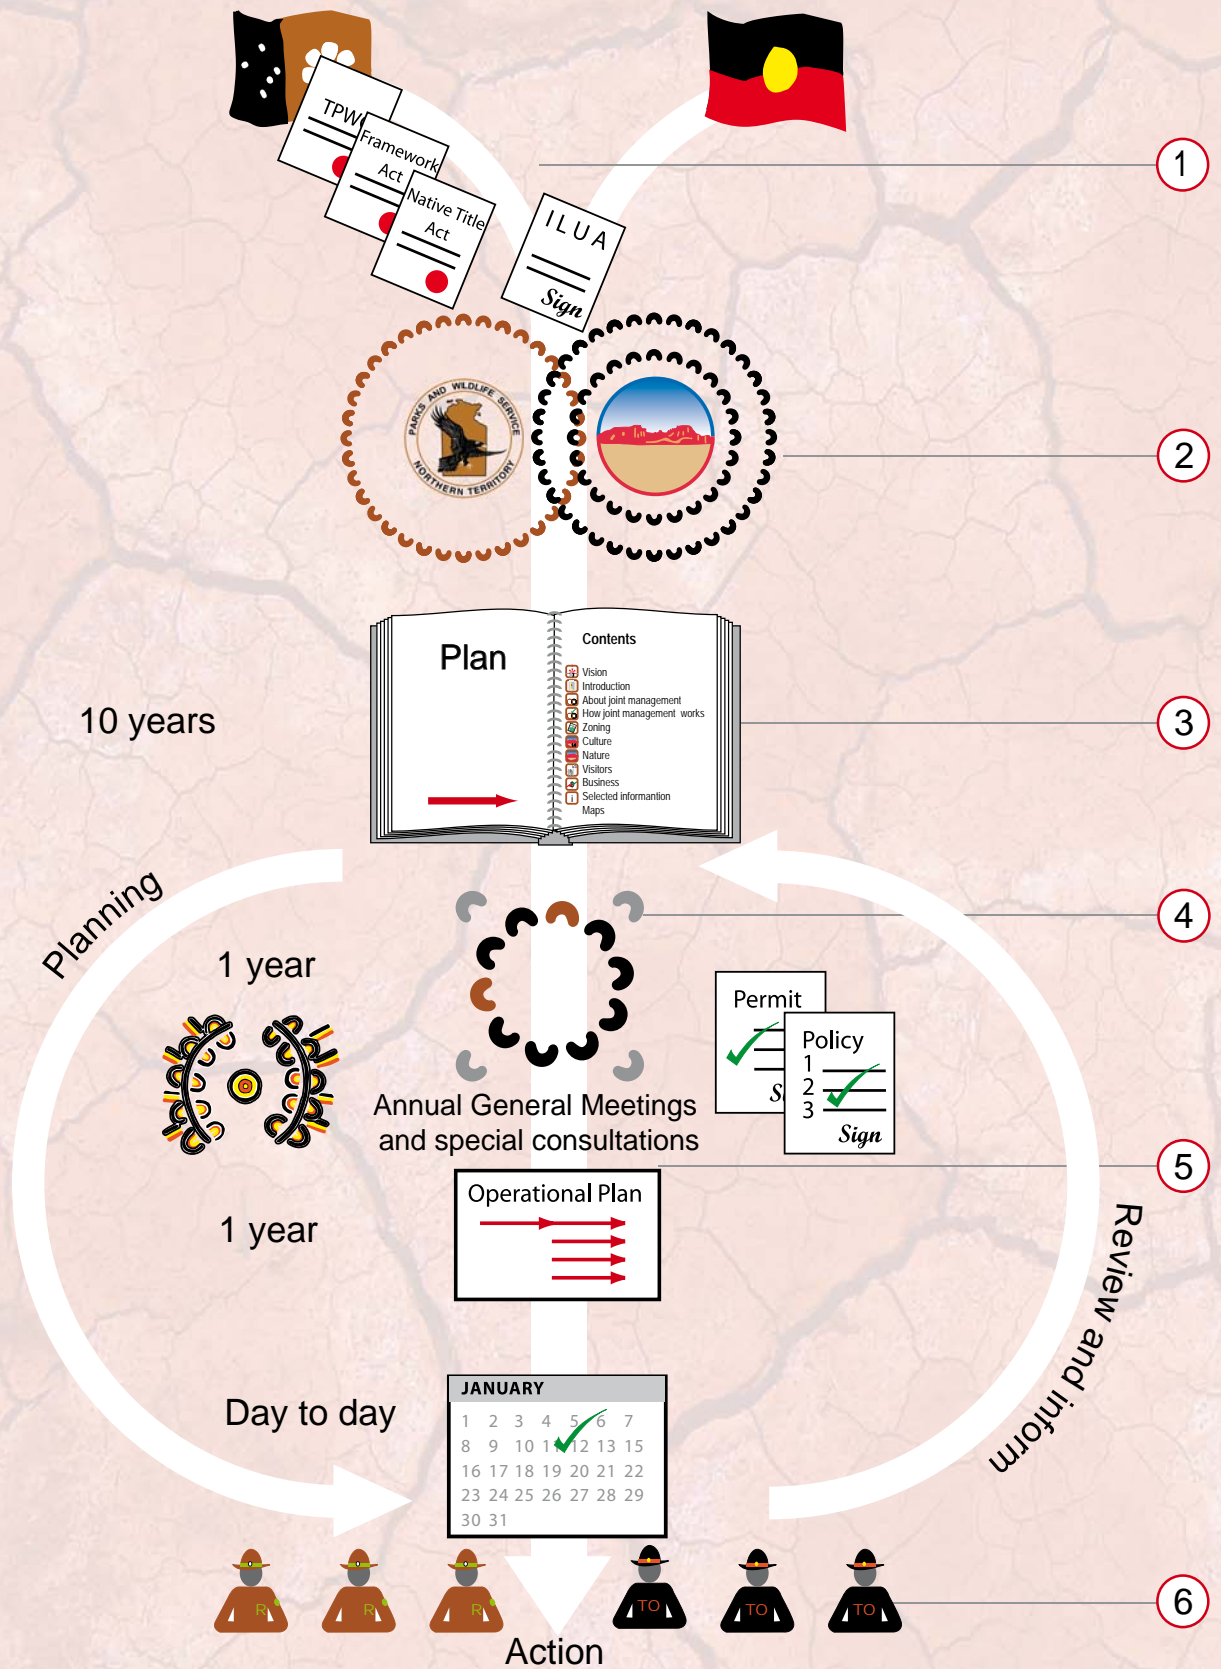 TPW
Framework
Act
Native Title
Act
ILUA
Sign
1
PARKS AND WILDLIFE SERVICE
NORTHERN TERRITORY
2
Plan
Contents
Vision
Introduction
About joint management
How joint management works
Zoning
Culture
Nature
Visitors
Business
Selected informantion
Maps
10 years
3
Planning
4
1 year
Permit
S
Policy
1
2
3
Sign
Annual General Meetings
and special consultations
5
Operational Plan
1 year
Review and inform
Day to day
JANUARY
1 2 3 4 5 6 7
8 9 10 11 12 13 15
16 17 18 19 20 21 22
23 24 25 26 27 28 29
30 31
R R R TO TO TO
6
Action